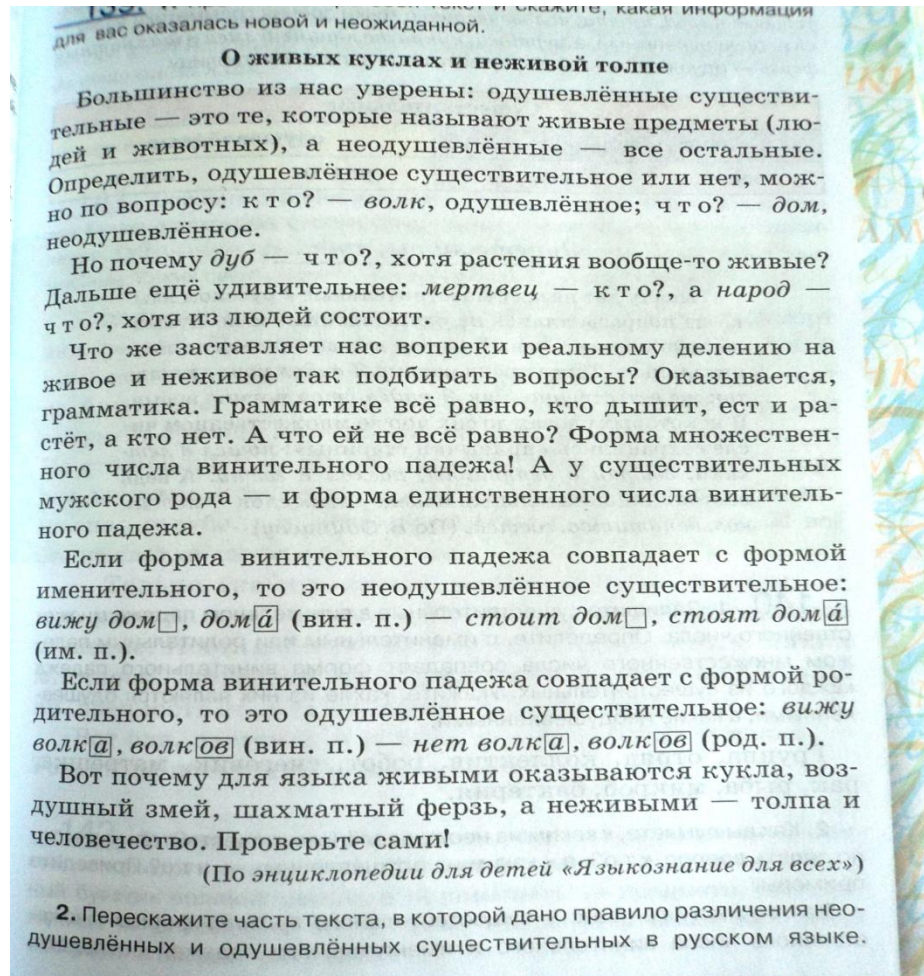 текст и скажите, какая информация
для вас оказалась новой и неожиданной.
О живых куклах и неживой толпе
Большинство из нас уверены: одушевлённые существи-
тельные — это те, которые называют живые предметы (лю-
дей и животных), а неодушевлённые — все остальные.
Определить, одушевлённое существительное или нет, мож-
но по вопросу: к т о? — волк, одушевлённое; ч т о? — дом,
неодушевлённое.
Но почему дуб — ч т о?, хотя растения вообще-то живые?
Дальше ещё удивительнее: мертвец — к т о?, а народ —
ч т о?, хотя из людей состоит.
Что же заставляет нас вопреки реальному делению на
живое и неживое так подбирать вопросы? Оказывается,
грамматика. Грамматике всё равно, кто дышит, ест и ра-
стёт, а кто нет. А что ей не всё равно? Форма множествен-
ного числа винительного падежа! А у существительных
мужского рода — и форма единственного числа винитель-
ного падежа.
Если форма винительного падежа совпадает с формой
именительного, то это неодушевлённое существительное:
вижу дом□, дома́ (вин. п.) — стоит дом□, стоят дома́
(им. п.).
Если форма винительного падежа совпадает с формой ро-
дительного, то это одушевлённое существительное: вижу
волка, волков (вин. п.) — нет волка, волков (род. п.).
Вот почему для языка живыми оказываются кукла, воз-
душный змей, шахматный ферзь, а неживыми — толпа и
человечество. Проверьте сами!
(По энциклопедии для детей «Языкознание для всех»)
2. Перескажите часть текста, в которой дано правило различения нео-
душевлённых и одушевлённых существительных в русском языке.